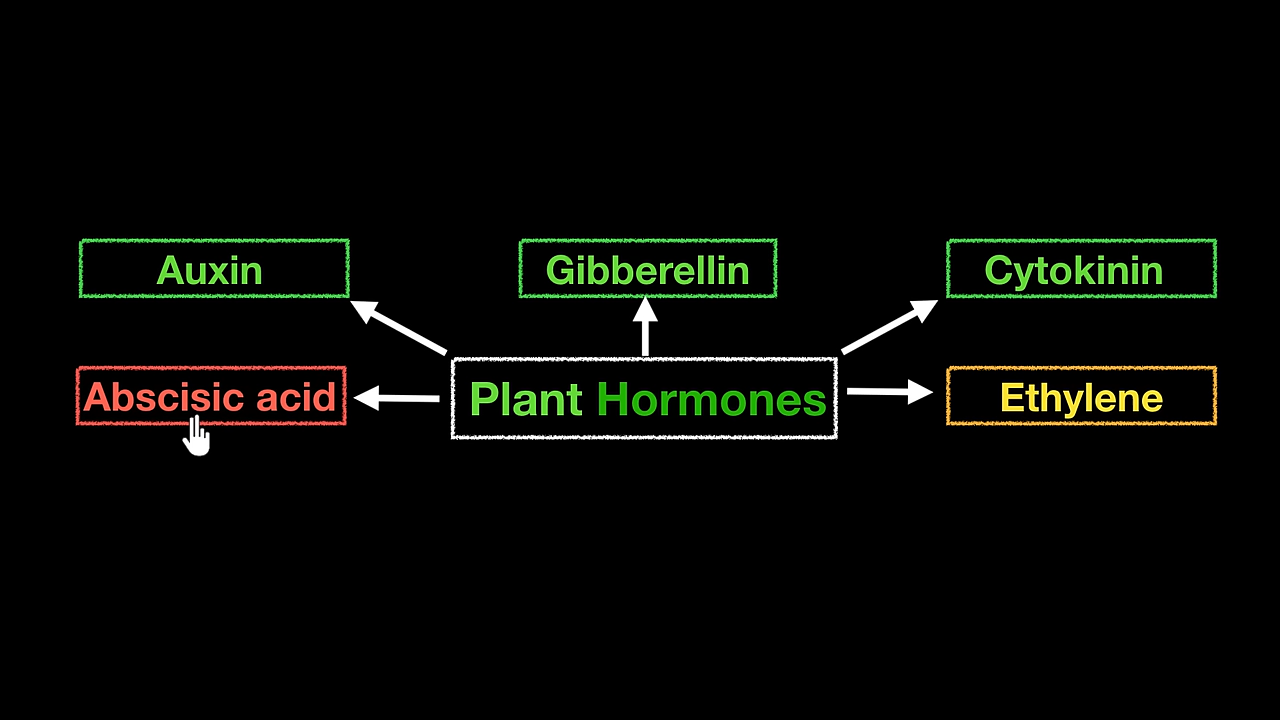 Auxin
Gibberellin
Cytokinin
Abscisic acid
Plant Hormones
Ethylene